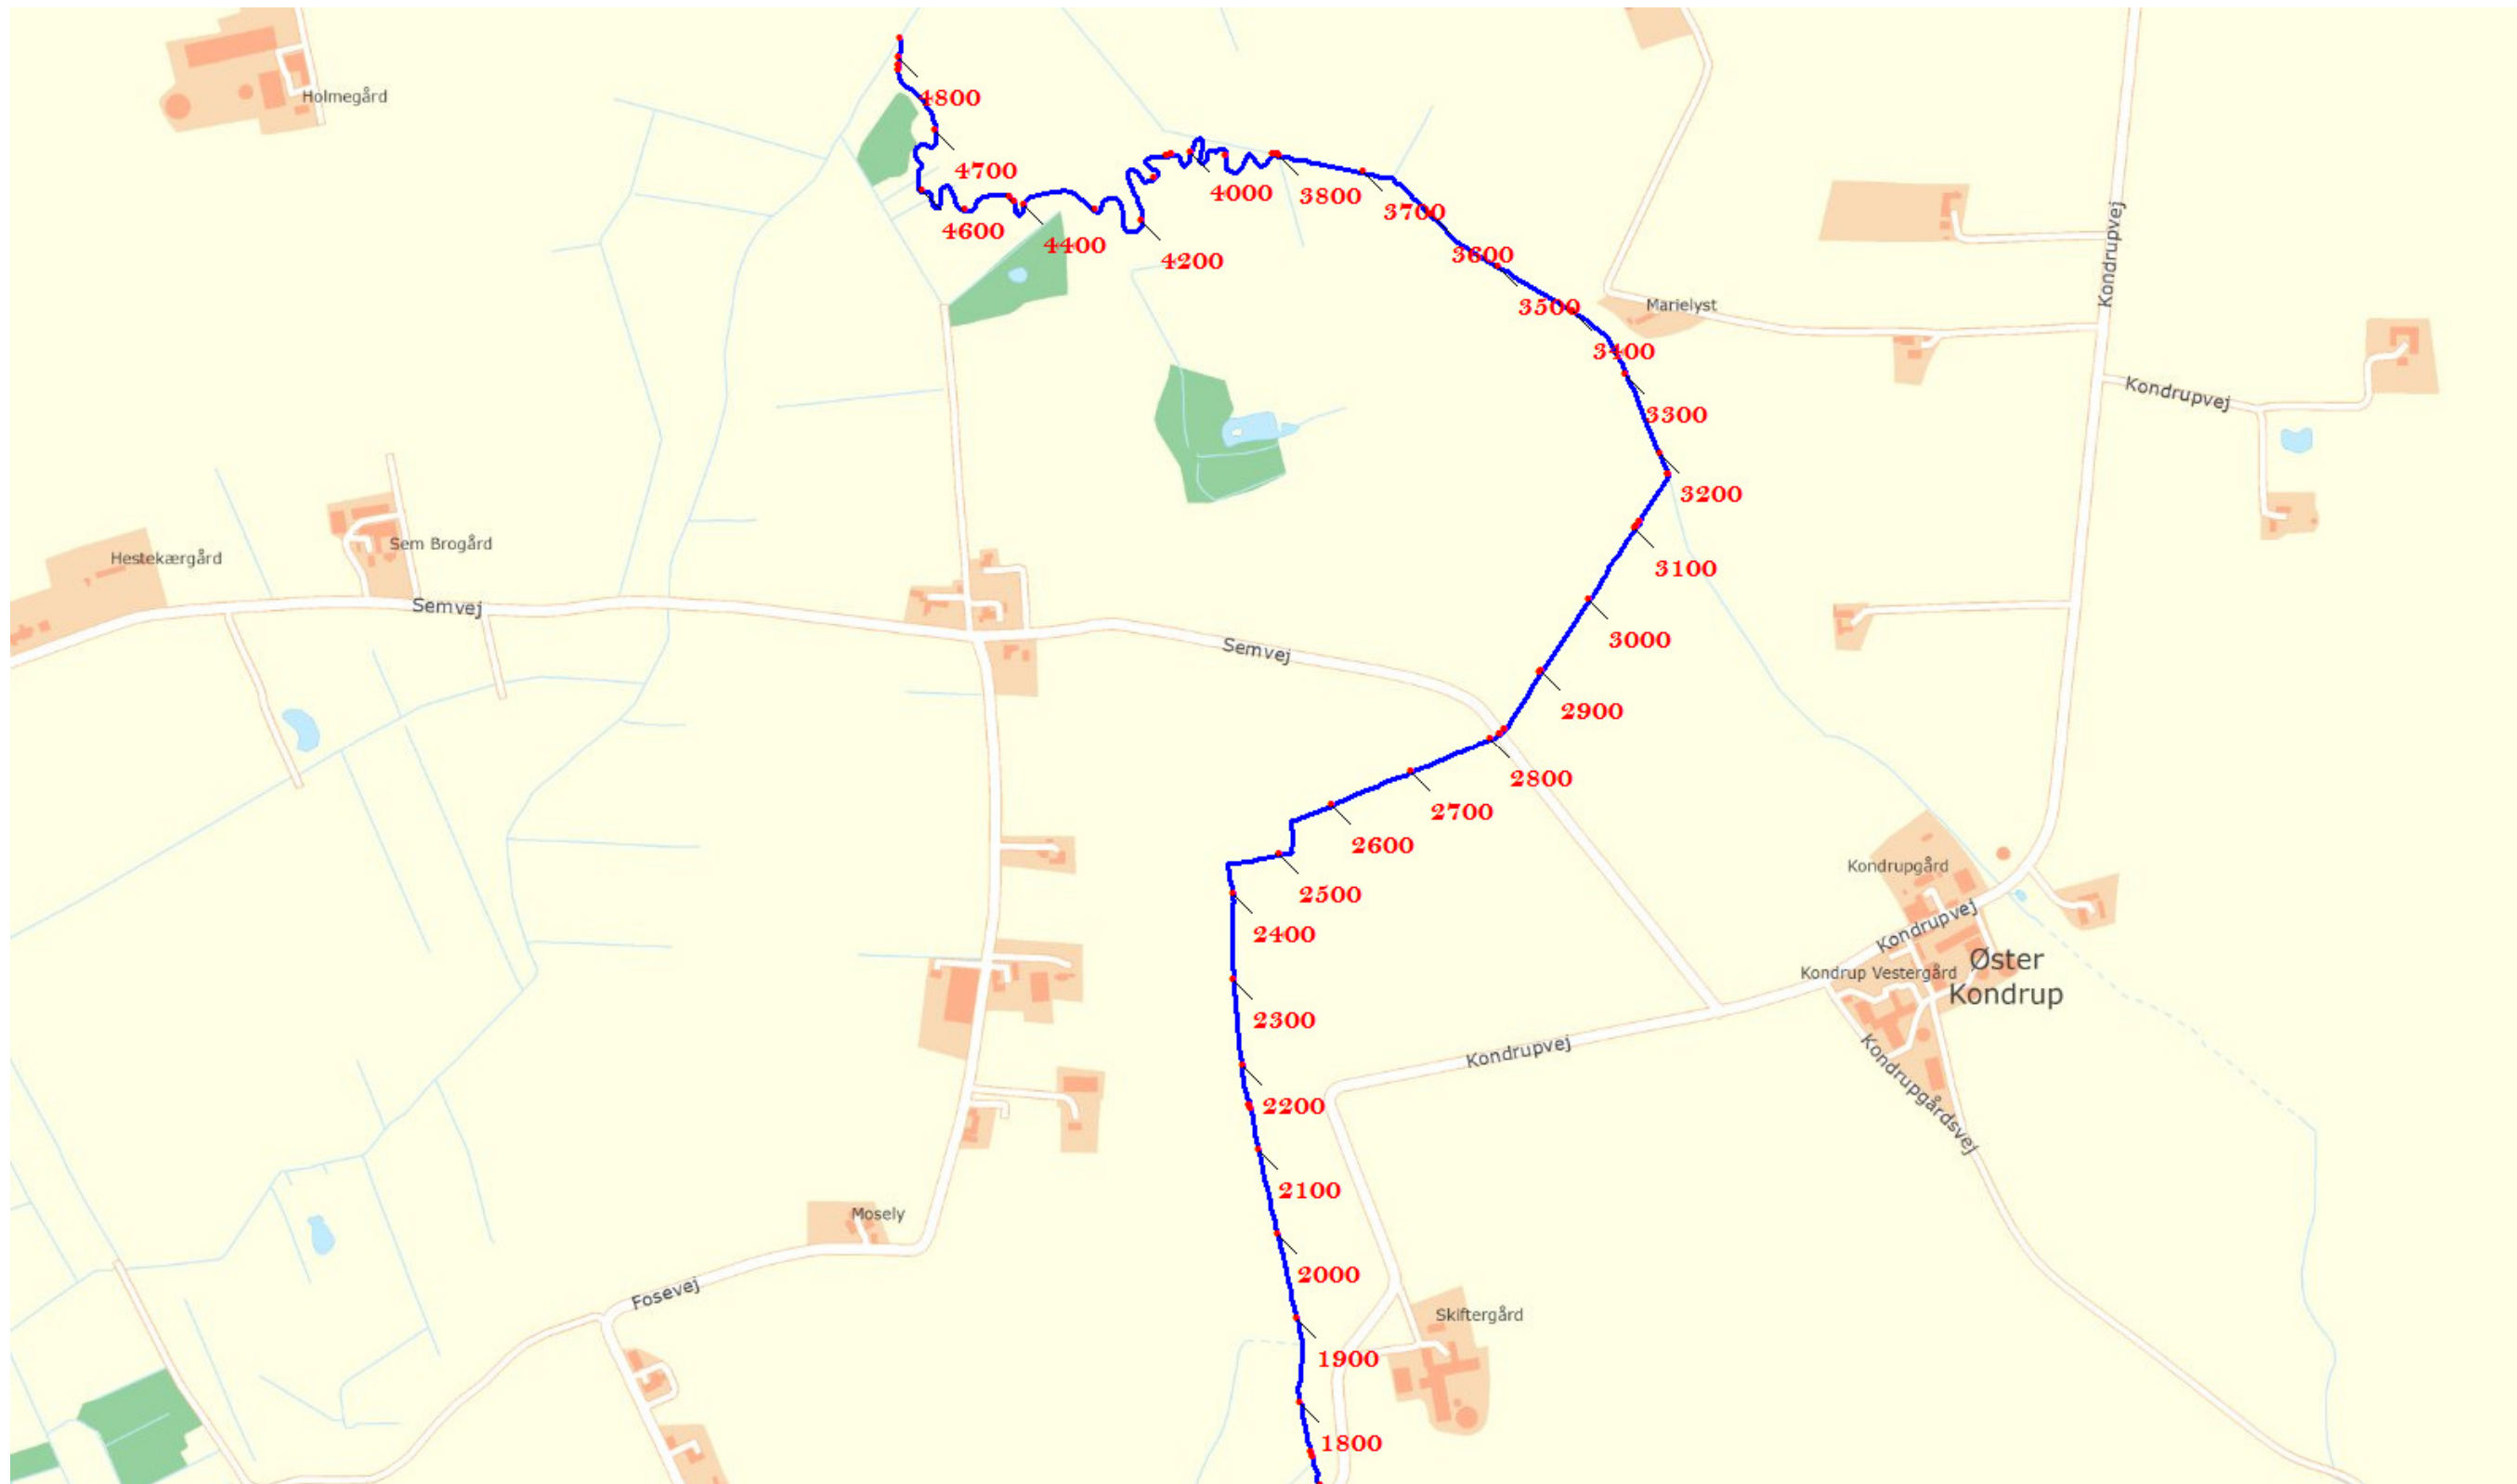 Holmegård
4800
4700
4000
3800
3700
4600
4400
4200
3600
3500
Marielyst
3400
Kondrupvej
Kondrupvej
3300
3200
Hestekærgård
Sem Brogård
3100
Semvej
Semvej
3000
2900
2800
2700
2600
Kondrupgård
2500
2400
Kondrupvej
Øster
Kondrup
Kondrup Vestergård
2300
Kondrupvej
Kondrupgårdsvej
2200
2100
Mosely
2000
Fosevej
Skiftergård
1900
1800